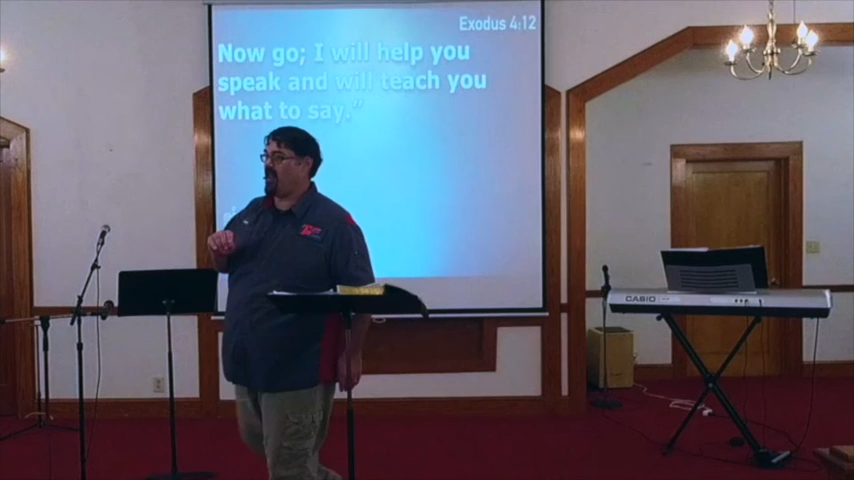 Exodus 4:12
Now go; I will help you
speak and will teach you
what to say.”
CASIO